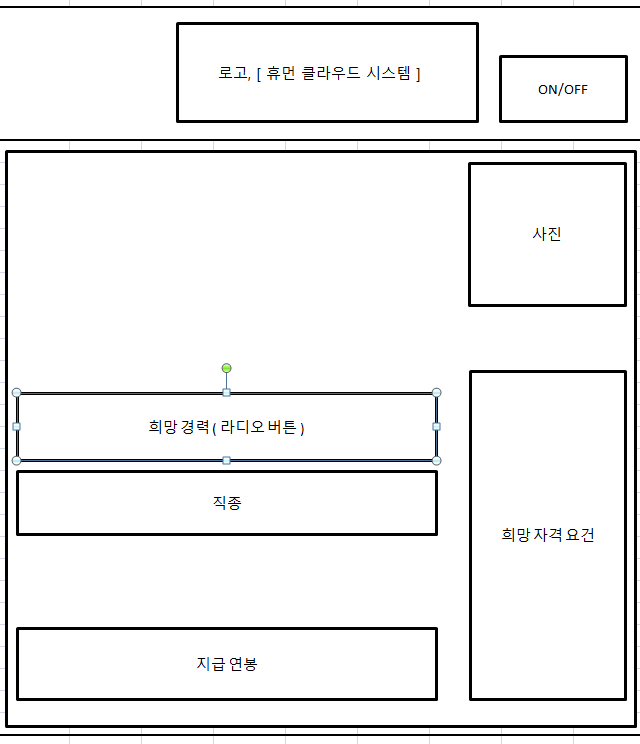 로고, [ 휴먼 클라우드 시스템 ]
ON/OFF
사진
희망 경력 ( 라디오 버튼 )
직종
희망 자격 요건
지급 연봉